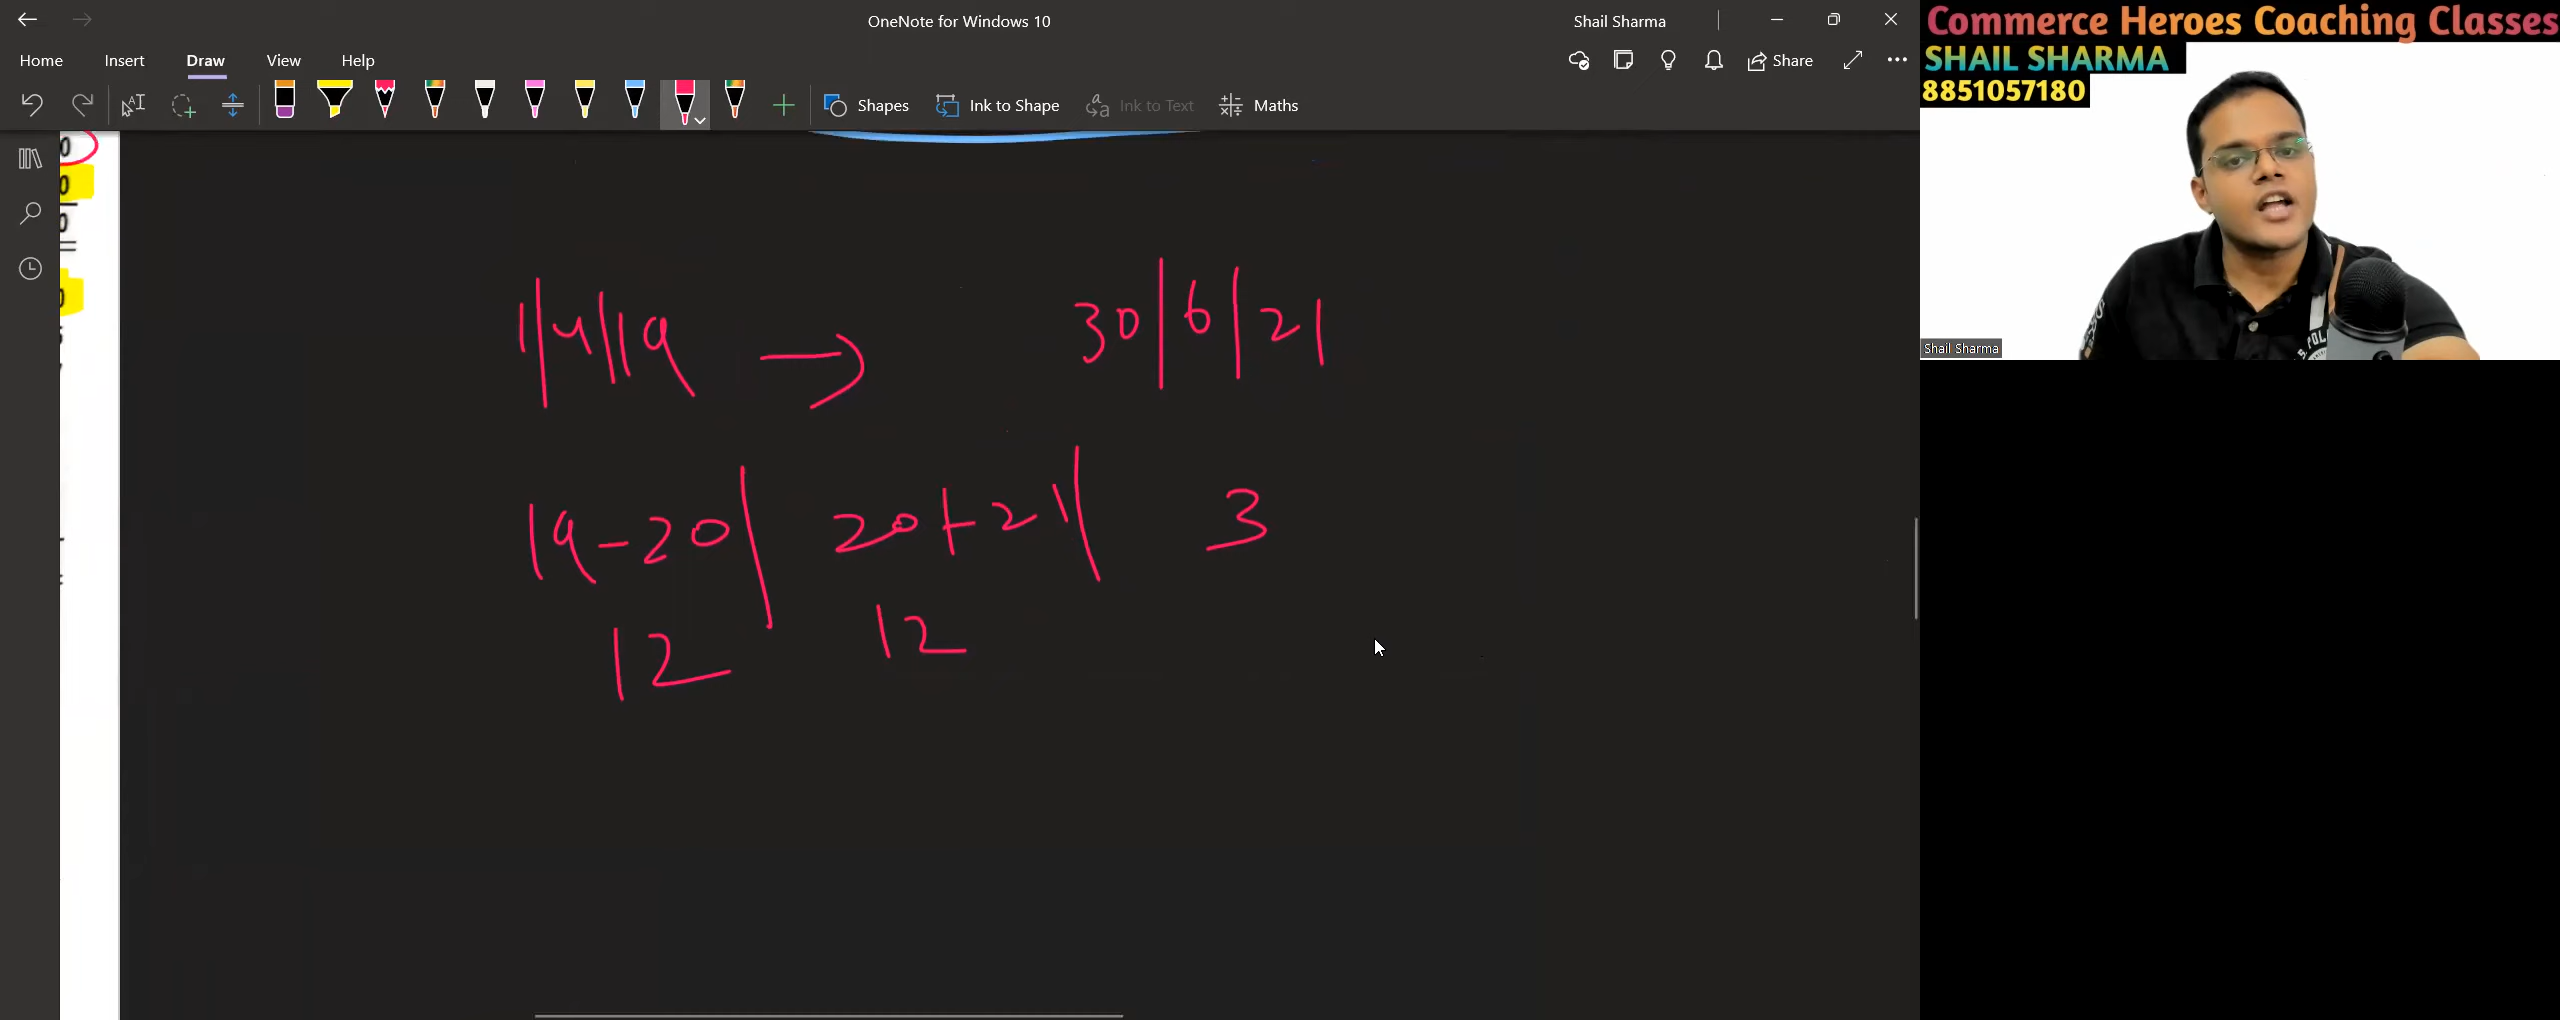 OneNote for Windows 10
Shail Sharma
Commerce Heroes Coaching Classes
SHAIL SHARMA
8851057180
Home Insert Draw View Help
Share
Shapes Ink to Shape Ink to Text Maths
1/4/19 → 30/6/21
19-20 | 20-21 | 3
12 12
Shail Sharma